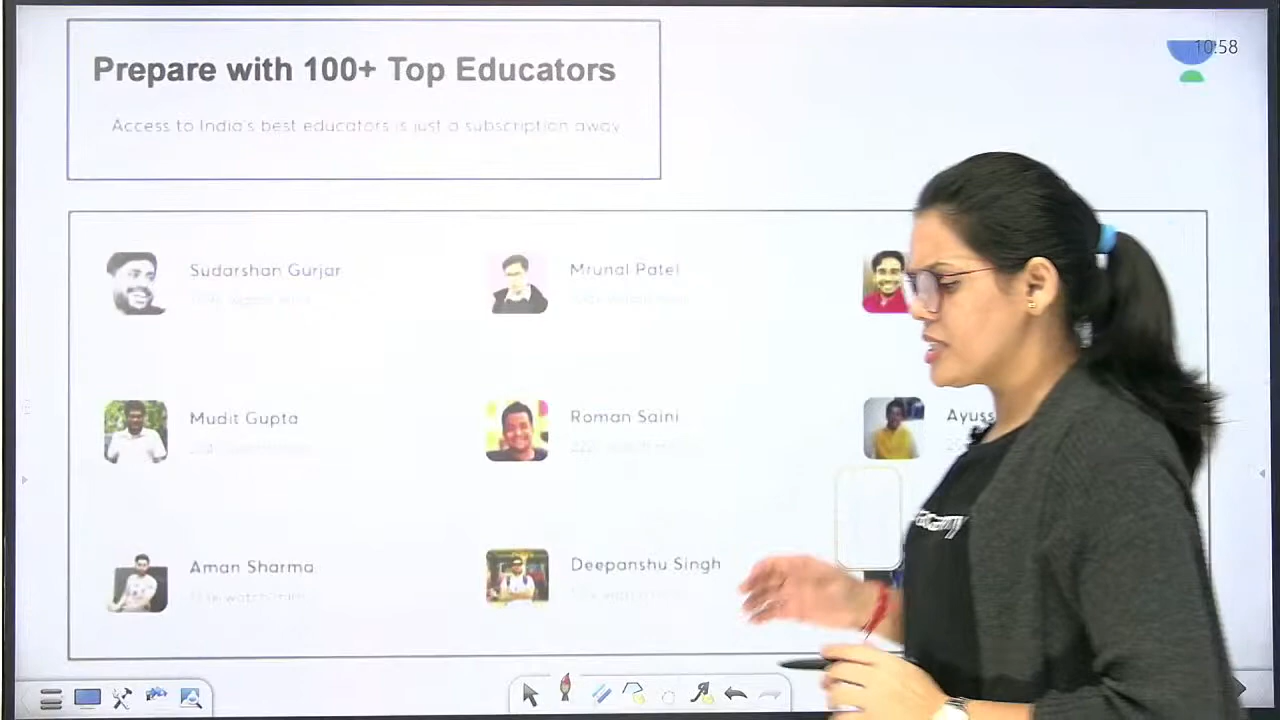 Prepare with 100+ Top Educators
10:58
Access to India's best educators is just a subscription away
Sudarshan Gurjar
Mrunal Patel
Mudit Gupta
Roman Saini
Ayuss
Aman Sharma
Deepanshu Singh